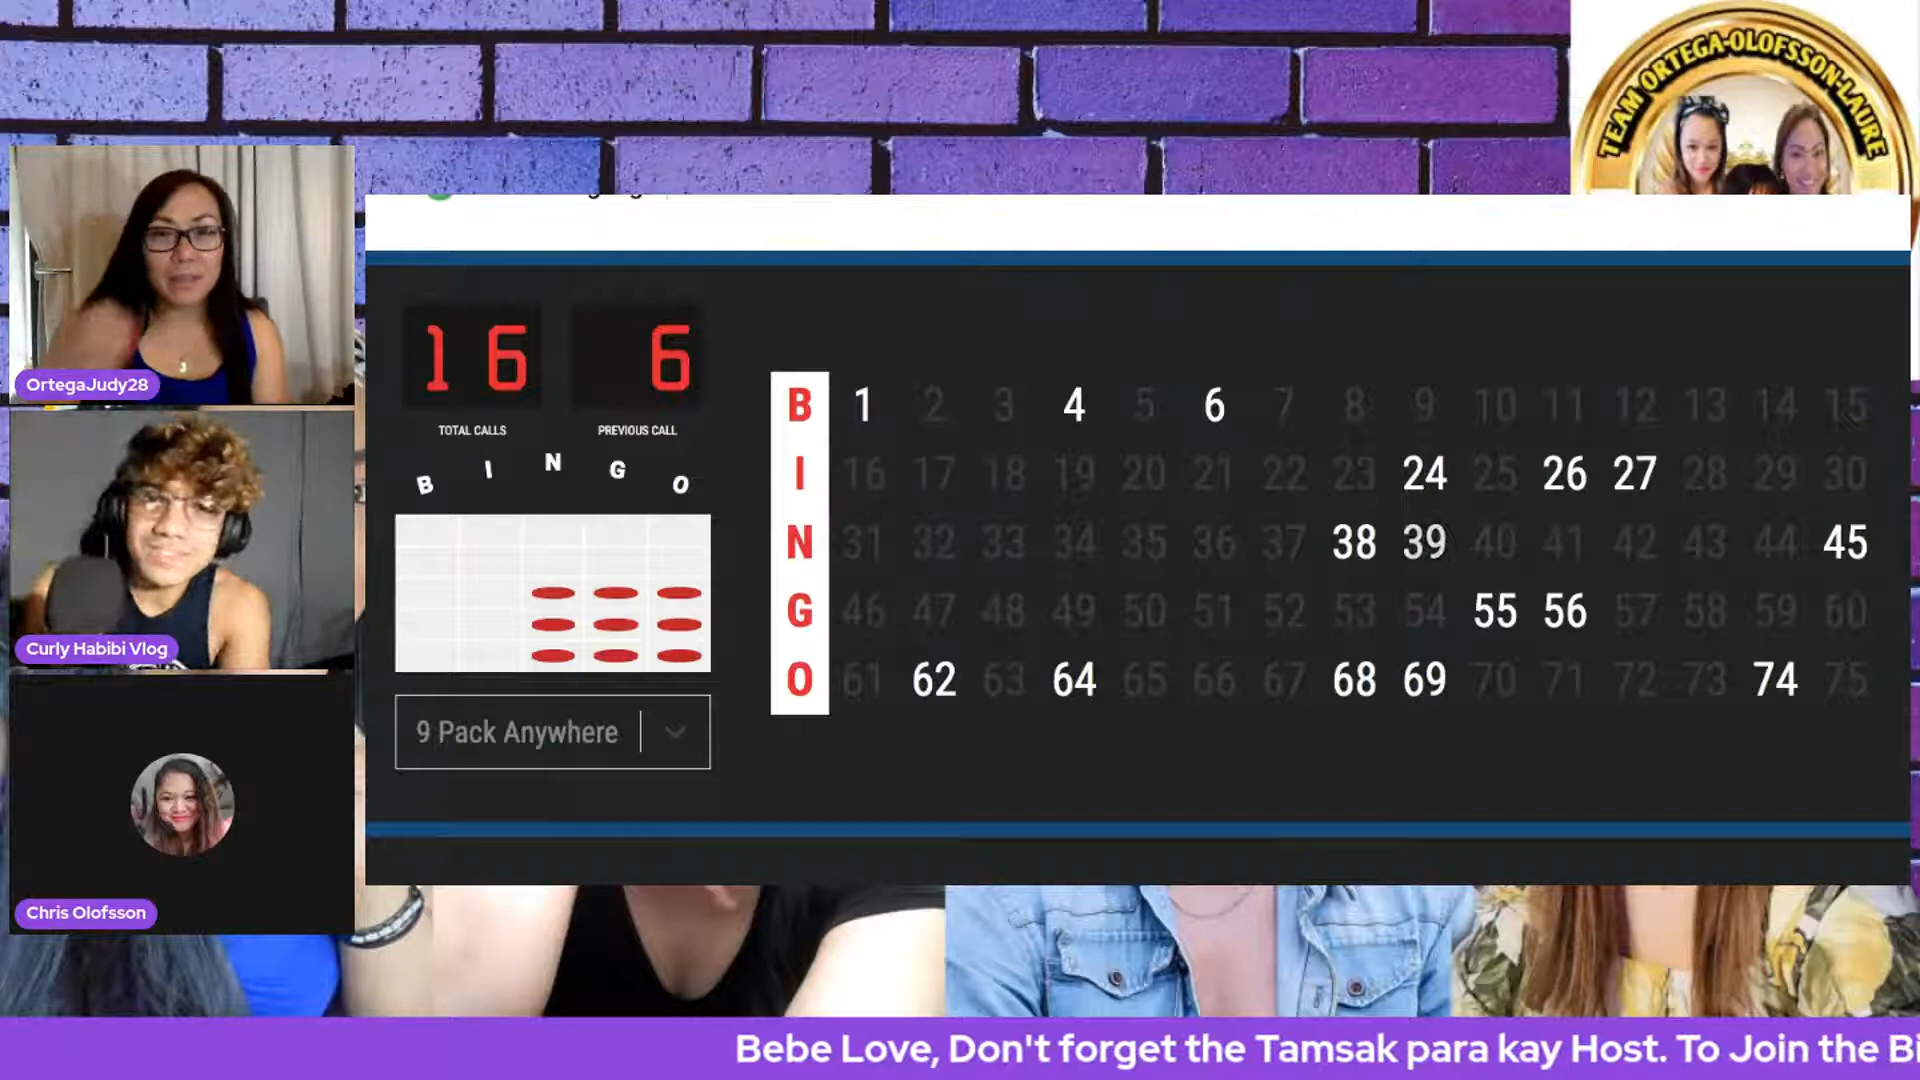 TEAM ORTEGA-OLOFSSON-LAURE
OrtegaJudy28
Curly Habibi Vlog
Chris Olofsson
16 6
TOTAL CALLS PREVIOUS CALL
B I N G O
9 Pack Anywhere
B 1 2 3 4 5 6 7 8 9 10 11 12 13 14 15
I 16 17 18 19 20 21 22 23 24 25 26 27 28 29 30
N 31 32 33 34 35 36 37 38 39 40 41 42 43 44 45
G 46 47 48 49 50 51 52 53 54 55 56 57 58 59 60
O 61 62 63 64 65 66 67 68 69 70 71 72 73 74 75
Bebe Love, Don't forget the Tamsak para kay Host. To Join the Bi